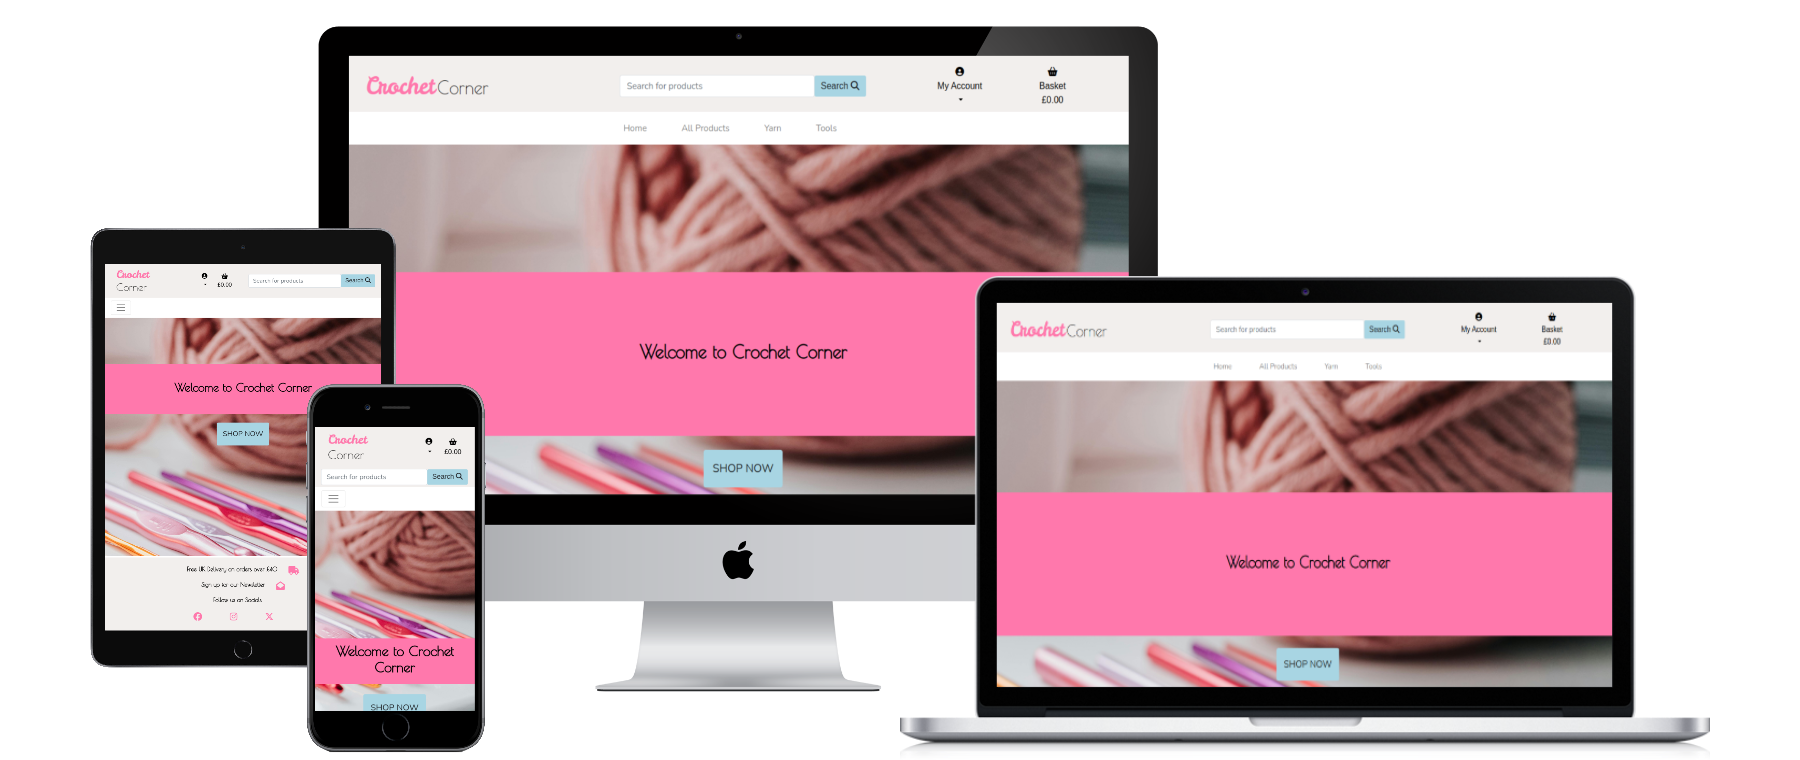 Crochet Corner
Search for products
Search
My Account
Basket
£0.00
Home
All Products
Yarn
Tools
Welcome to Crochet Corner
SHOP NOW
Crochet
Corner
£0.00
Search for products
Search
Welcome to Crochet Corner
SHOP NOW
Free UK Delivery on orders over £40
Sign up for our Newsletter
Follow us on Socials
Crochet
Corner
£0.00
Search for products
Search
Welcome to Crochet
Corner
SHOP NOW
Crochet Corner
Search for products
Search
My Account
Basket
£0.00
Home
All Products
Yarn
Tools
Welcome to Crochet Corner
SHOP NOW